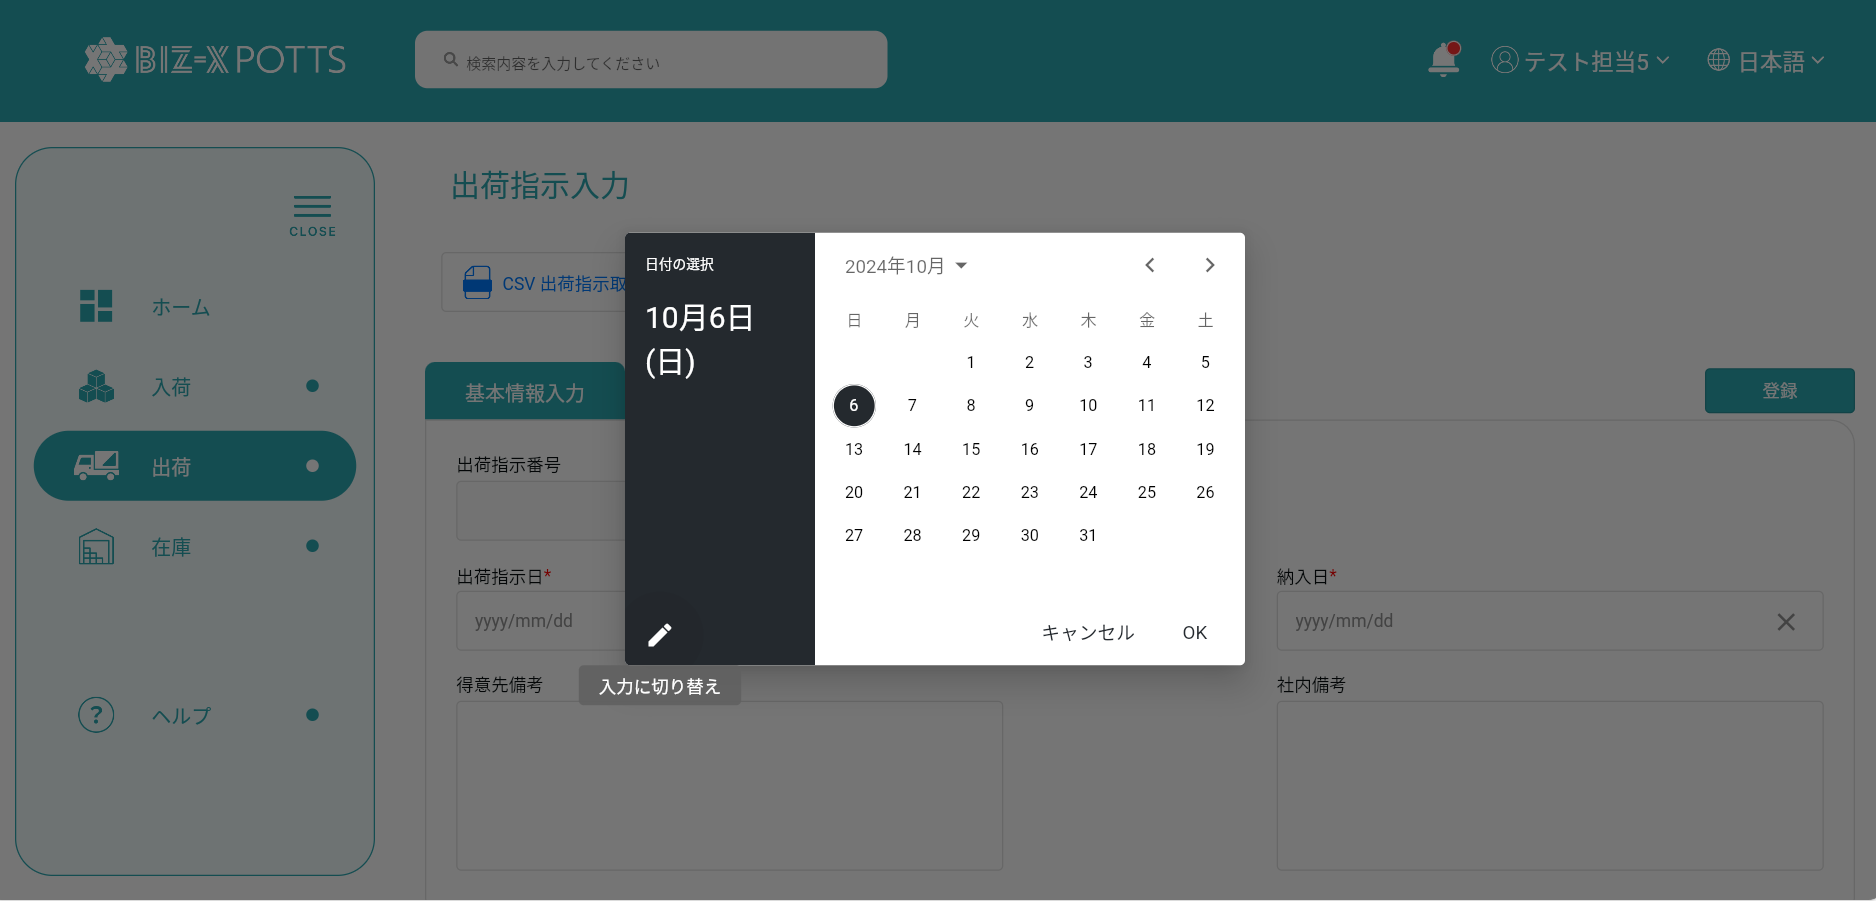 BIZ-X POTTS
検索内容を入力してください
テスト担当5
日本語
CLOSE
ホーム
入荷
出荷
在庫
ヘルプ
出荷指示入力
CSV 出荷指示取
基本情報入力
登録
出荷指示番号
出荷指示日*
yyyy/mm/dd
納入日*
yyyy/mm/dd
得意先備考
社内備考
日付の選択
10月6日
(日)
入力に切り替え
2024年10月
日 月 火 水 木 金 土
1 2 3 4 5
6 7 8 9 10 11 12
13 14 15 16 17 18 19
20 21 22 23 24 25 26
27 28 29 30 31
キャンセル OK